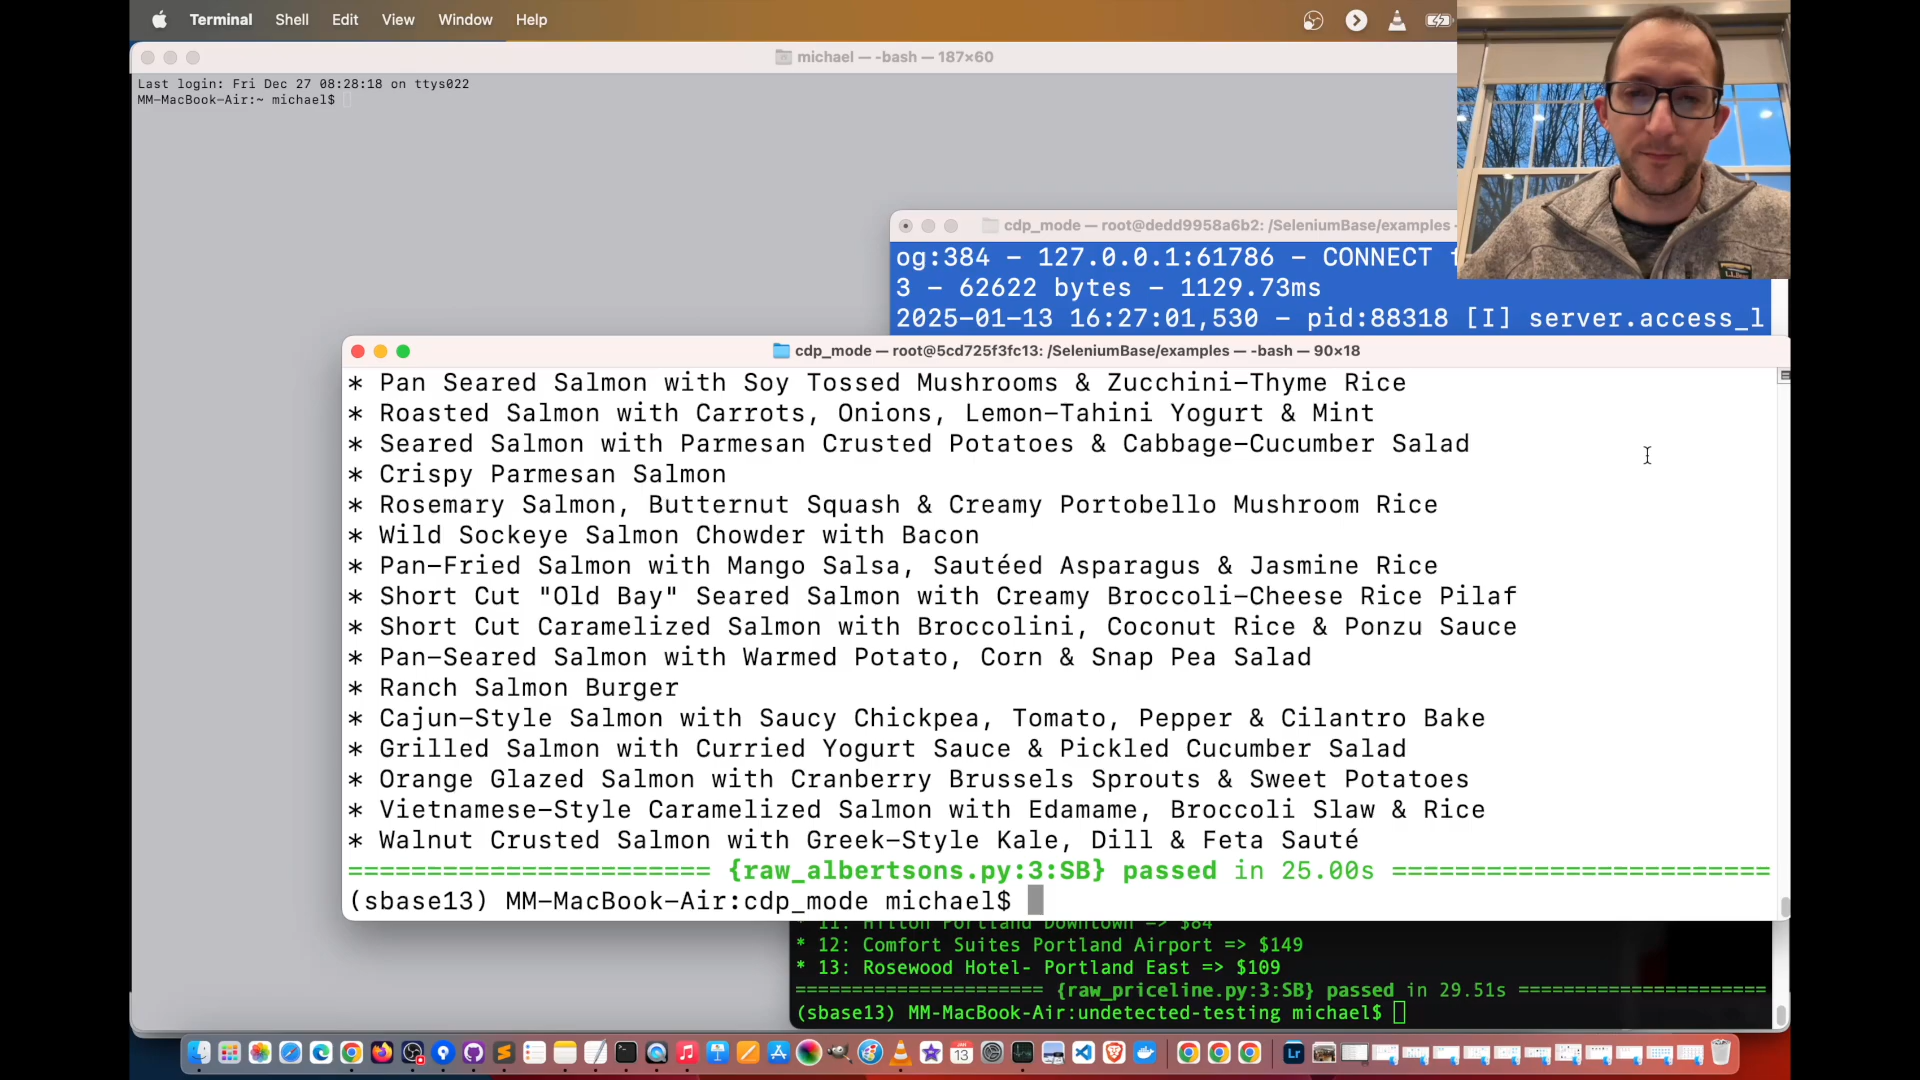 Terminal Shell Edit View Window Help
michael — -bash — 187×60
Last login: Fri Dec 27 08:28:18 on ttys022
MM-MacBook-Air:~ michael$
cdp_mode — root@dedd9958a6b2: /SeleniumBase/examples —
og:384 - 127.0.0.1:61786 - CONNECT
3 - 62622 bytes - 1129.73ms
2025-01-13 16:27:01,530 - pid:88318 [I] server.access_l
cdp_mode — root@5cd725f3fc13: /SeleniumBase/examples — -bash — 90×18
* Pan Seared Salmon with Soy Tossed Mushrooms & Zucchini-Thyme Rice
* Roasted Salmon with Carrots, Onions, Lemon-Tahini Yogurt & Mint
* Seared Salmon with Parmesan Crusted Potatoes & Cabbage-Cucumber Salad
* Crispy Parmesan Salmon
* Rosemary Salmon, Butternut Squash & Creamy Portobello Mushroom Rice
* Wild Sockeye Salmon Chowder with Bacon
* Pan-Fried Salmon with Mango Salsa, Sautéed Asparagus & Jasmine Rice
* Short Cut "Old Bay" Seared Salmon with Creamy Broccoli-Cheese Rice Pilaf
* Short Cut Caramelized Salmon with Broccolini, Coconut Rice & Ponzu Sauce
* Pan-Seared Salmon with Warmed Potato, Corn & Snap Pea Salad
* Ranch Salmon Burger
* Cajun-Style Salmon with Saucy Chickpea, Tomato, Pepper & Cilantro Bake
* Grilled Salmon with Curried Yogurt Sauce & Pickled Cucumber Salad
* Orange Glazed Salmon with Cranberry Brussels Sprouts & Sweet Potatoes
* Vietnamese-Style Caramelized Salmon with Edamame, Broccoli Slaw & Rice
* Walnut Crusted Salmon with Greek-Style Kale, Dill & Feta Sauté
======================= {raw_albertsons.py:3:SB} passed in 25.00s ========================
(sbase13) MM-MacBook-Air:cdp_mode michael$
* 11: Hilton Portland Downtown => $84
* 12: Comfort Suites Portland Airport => $149
* 13: Rosewood Hotel- Portland East => $109
====================== {raw_priceline.py:3:SB} passed in 29.51s ======================
(sbase13) MM-MacBook-Air:undetected-testing michael$
JAN
13
Lr